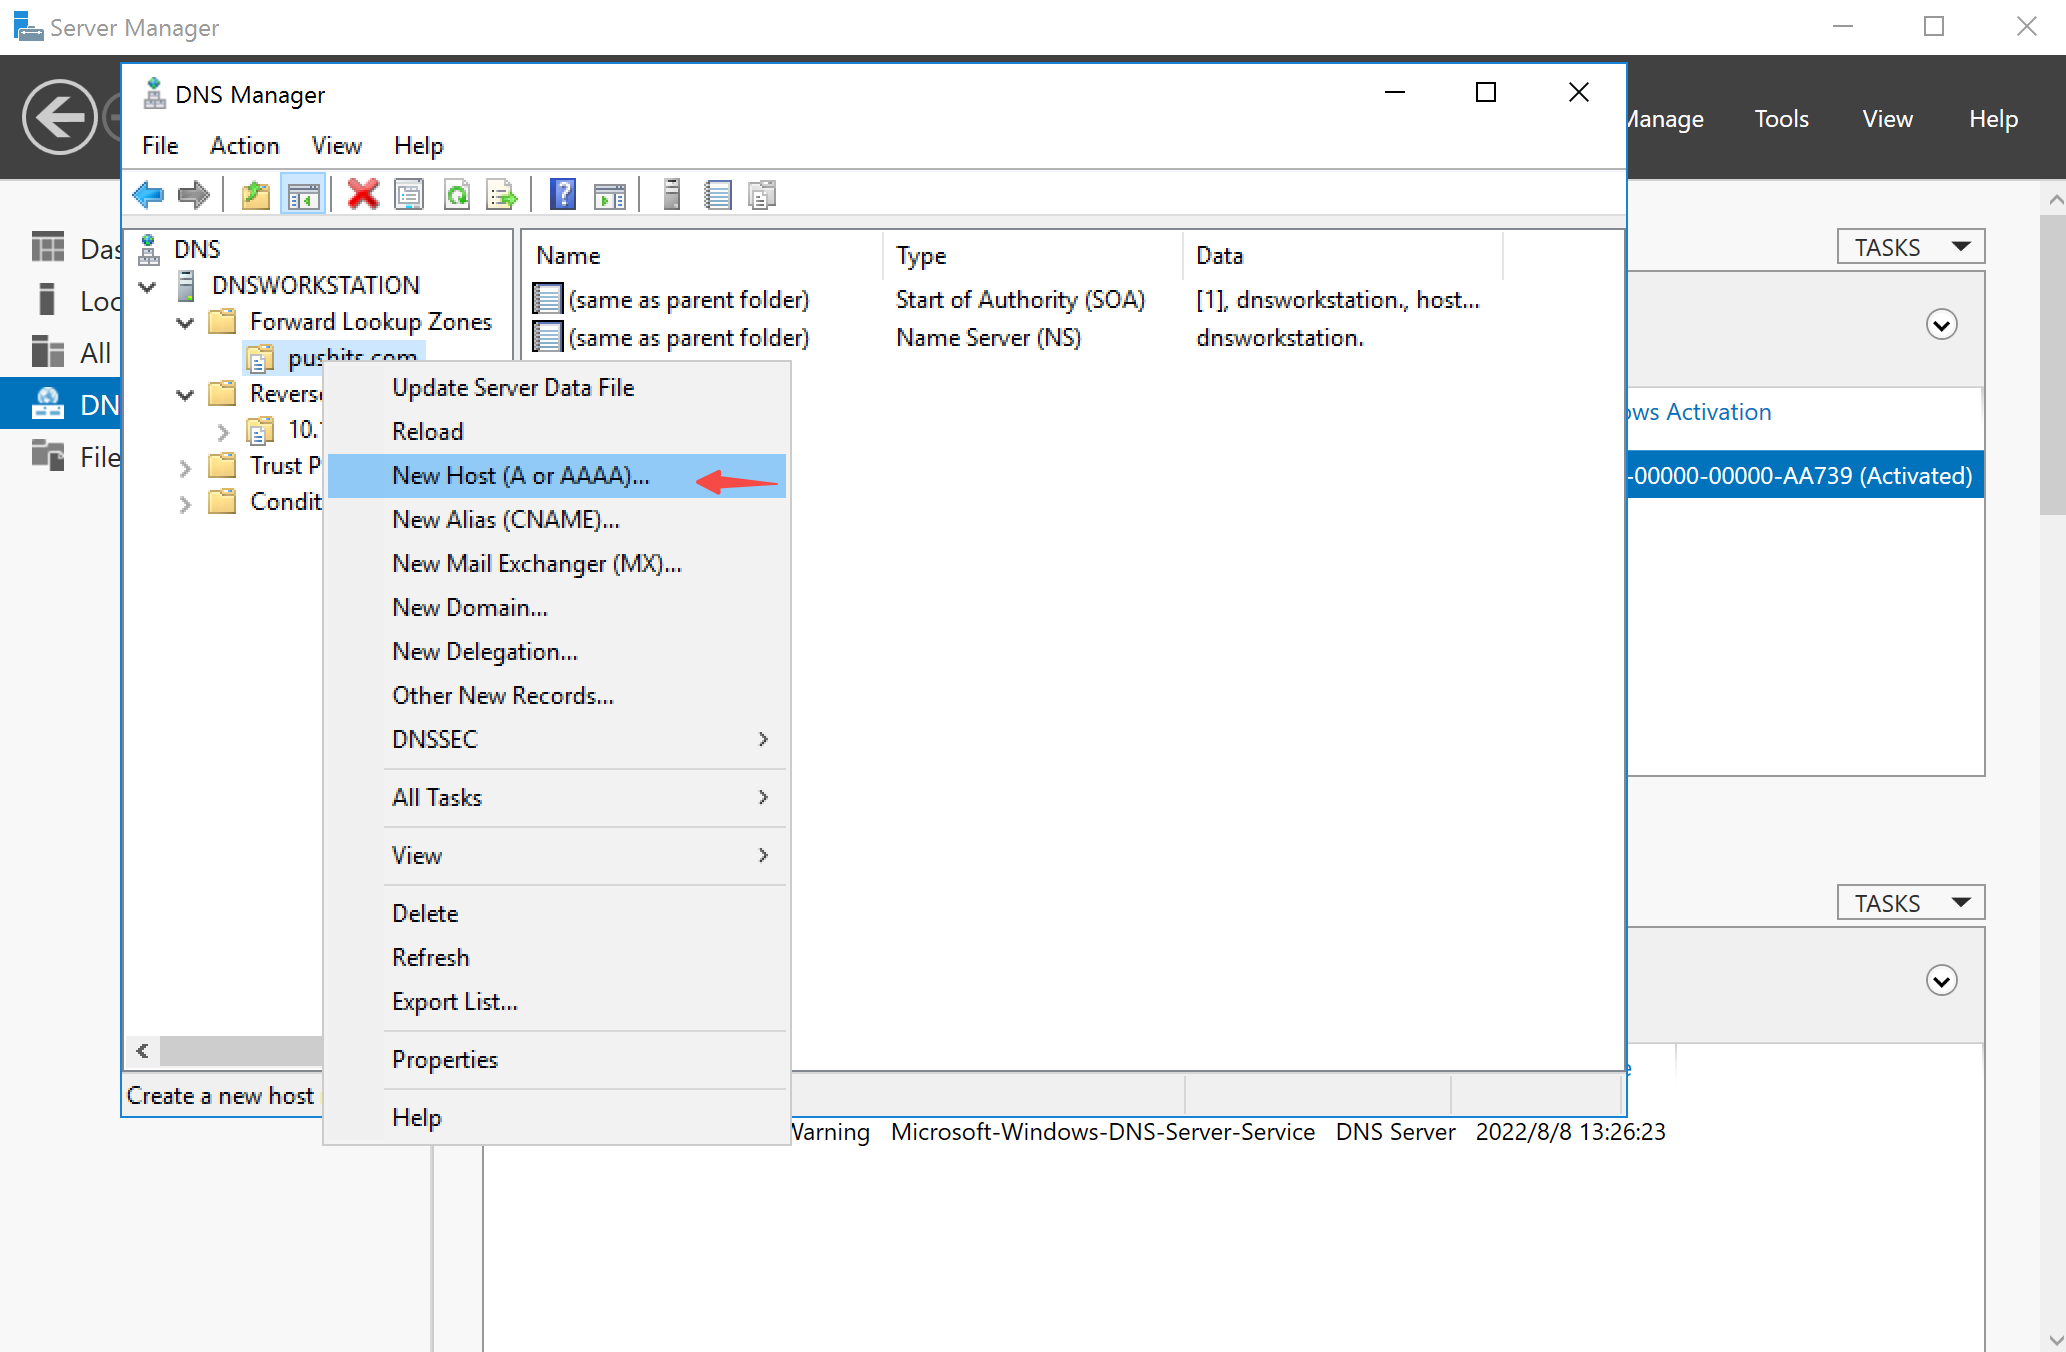 Server Manager
DNS Manager
Manage Tools View Help
File Action View Help
Das
Loc
All
DN
File
DNS
DNSWORKSTATION
Forward Lookup Zones
pushits.com
Revers
10.
Trust P
Condit
Name Type Data
(same as parent folder) Start of Authority (SOA) [1], dnsworkstation., host...
(same as parent folder) Name Server (NS) dnsworkstation.
Update Server Data File
Reload
New Host (A or AAAA)...
New Alias (CNAME)...
New Mail Exchanger (MX)...
New Domain...
New Delegation...
Other New Records...
DNSSEC
All Tasks
View
Delete
Refresh
Export List...
Properties
Help
Create a new host
TASKS
ows Activation
-00000-00000-AA739 (Activated)
TASKS
Warning Microsoft-Windows-DNS-Server-Service DNS Server 2022/8/8 13:26:23